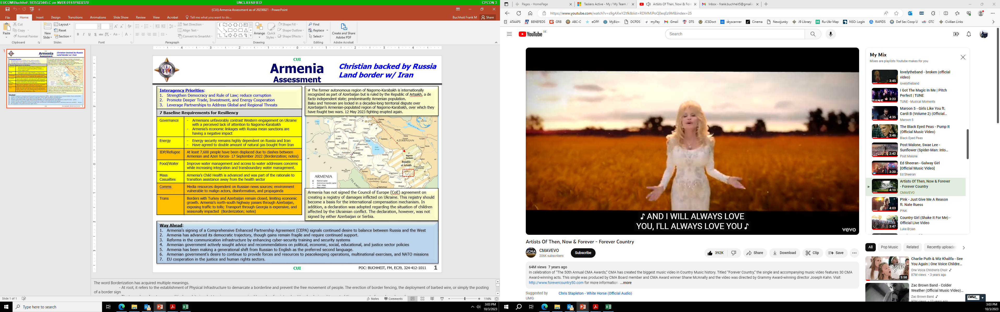 EUCOM\BuchheF.1035323445.C on NVDE01S1PRD2370
UNCLASSIFIED
CPCON 3
(CUI) Armenia Assessment as of 20230821 - PowerPoint
File Home Insert Design Transitions Animations Slide Show Review View Acrobat Tell me what you want to do...
Buchheit Frank M Share
Paste
Cut
Copy
Format Painter
Clipboard
New Slide
Layout
Reset
Section
Slides
Font
Text Direction
Align Text
Convert to SmartArt
Paragraph
Arrange
Quick Styles
Shape Fill
Shape Outline
Shape Effects
Drawing
Find
Replace
Select
Editing
Create and Share Adobe PDF
Adobe Acrobat
CUI
Armenia
Assessment
Christian backed by Russia
Land border w/ Iran
Interagency Priorities:
1. Strengthen Democracy and Rule of Law; reduce corruption
2. Promote Deeper Trade, Investment, and Energy Cooperation
3. Leverage Partnerships to Address Global and Regional Threats
7 Baseline Requirements for Resiliency
Governance
- Armenians unfavorably contrast Western engagement on Ukraine
with a perceived lack of attention to Nagorno-Karabakh
- Armenia's economic linkages with Russia mean sanctions are
having a negative impact
Energy
- Energy security remains highly dependent on Russia and Iran
- Have agreed to double amount of natural gas bought from Iran
IDP/Refugee
At least 7,600 people have been displaced due to clashes between
Armenian and Azeri forces- 17 September 2022 (Borderization; notes)
Food/Water
Improve water management and access to water addresses concerns
while increasing integration and transboundary water management.
Mass
Casualties
Armenia's Child Health is advanced and was part of the rationale to
transition assistance away from the health sector
Comms
Media resources dependent on Russian news sources; environment
vulnerable to malign actors, disinformation, and propaganda
Trans
Borders with Turkey and Azerbaijan remain closed, limiting economic
growth. Armenia's north-south highway passes through Azerbaijan,
exposing traffic to tolls; Transport through Georgia is expensive, and
seasonally impacted (Borderization; notes)
# The former autonomous region of Nagorno-Karabakh is internationally
recognized as part of Azerbaijan but is ruled by the Republic of Artsakh, a de
facto independent state; predominantly Armenian population.
Baku and Yerevan are locked in a decades-long territorial dispute over
Azerbaijan's Armenian-populated region of Nagorno-Karabakh, over which they
have fought two wars. 12 May 2023 fighting erupted again.
AZERBAIJAN
Yerevan
Nagorno-
Karabakh
Republic
of Artsakh
NAKHCHIVAN
ARMENIA
Armenia has not signed the Council of Europe (CoE) agreement on
creating a registry of damages inflicted on Ukraine. This registry should
become a basis for the international compensation mechanism. In
addition, a declaration was adopted regarding the situation of children
affected by the Ukrainian conflict. The declaration, however, was not
signed by either Azerbaijan or Serbia.
Way Ahead:
1. Armenia's signing of a Comprehensive Enhanced Partnership Agreement (CEPA) signals continued desire to balance between Russia and the West
2. Armenia has advanced its democratic trajectory, though gains remain fragile and require continued support.
3. Reforms in the communication infrastructure by enhancing cyber-security training and security systems
4. Armenian government actively sought advice and recommendations on political, economic, social, educational, and justice sector policies
5. Armenia has been making a generational shift from Russian to English as the preferred second language.
6. Armenian government's desire to continue to provide forces and resources to peacekeeping operations, multinational exercises, and NATO missions
7. EU cooperation in the justice and human rights sectors.
CUI
POC: BUCHHEIT, FM, ECJ9, 324-412-1011 1
The word Borderization has acquired multiple meanings.
- At root, it refers to the establishment of Physical Infrastructure to demarcate a borderline and prevent the free movement of people. The erection of border fencing, the deployment of barbed wire, or simply the posting
of a border sign
Slide 1 of 1
Notes Comments 116%
Type here to search
3:03 PM
10/3/2023
Pages - HomePage
Taskers Active - My / My Team /
Artists Of Then, Now & Fore
Inbox - frank.buchheit5@gmail.c
https://www.youtube.com/watch?v=s9gAXwYZtfk&list=RDMMJPoQ0eqEz9M&index=25
ATAAPS BENEFEDS GRB ABC-C eOPF MyBiz+ DCPDS myPay Gmail DTS JCSDoct skyscanner Cinema Newzjunky J9 Library Ru-Ukr Map NSO: Login RAPIDS Def Sec Coop U GTC Civilian Links
YouTube DE
Search
♪ AND I WILL ALWAYS LOVE
YOU, I'LL ALWAYS LOVE YOU ♪
vevo
Artists Of Then, Now & Forever - Forever Country
CMAVEVO
206K subscribers
Subscribe
392K
Share
Download
Clip
Save
64M views 7 years ago
In celebration of "The 50th Annual CMA Awards," CMA has created the biggest music video in Country Music history. Titled "Forever Country," the single and accompanying music video features 30 CMA
Award-winning acts. This single was produced by CMA Board member and CMA Award winner Shane McAnally and the video was directed by Grammy Award-winning director Joseph Kahn. Visit
http://www.forevercountry50.com for more information. ...more
Suggested by
UMG
Chris Stapleton - White Horse (Official Audio)
My Mix
Mixes are playlists Youtube makes for you
lovelytheband - broken (official
video)
lovelytheband
3:45
I Got The Magic In Me | Pitch
Perfect | TUNE
TUNE - Musical Moments
3:23
Maroon 5 - Girls Like You ft.
Cardi B (Volume 2) (Official...
Maroon 5
4:35
The Black Eyed Peas - Pump It
(Official Music Video)
Black Eyed Peas
3:46
Post Malone, Swae Lee -
Sunflower (Spider-Man: Into...
Post Malone
2:42
Ed Sheeran - Galway Girl
[Official Music Video]
Ed Sheeran
3:20
Artists Of Then, Now & Forever
- Forever Country
CMAVEVO
4:10
P!nk - Just Give Me A Reason
ft. Nate Ruess
P!NK
4:03
Country Girl (Shake It For Me) -
Official Live Video
Luke Bryan
3:47
All Pop Music Related Recently uploaded
Charlie Puth & Wiz Khalifa - See
You Again | One Voice Childre...
One Voice Children's Choir
87M views • 3 years ago
3:58
Zac Brown Band - Colder
Weather (Official Music Video)...
Zac Brown Band
DISA
3:03 PM
10/3/2023